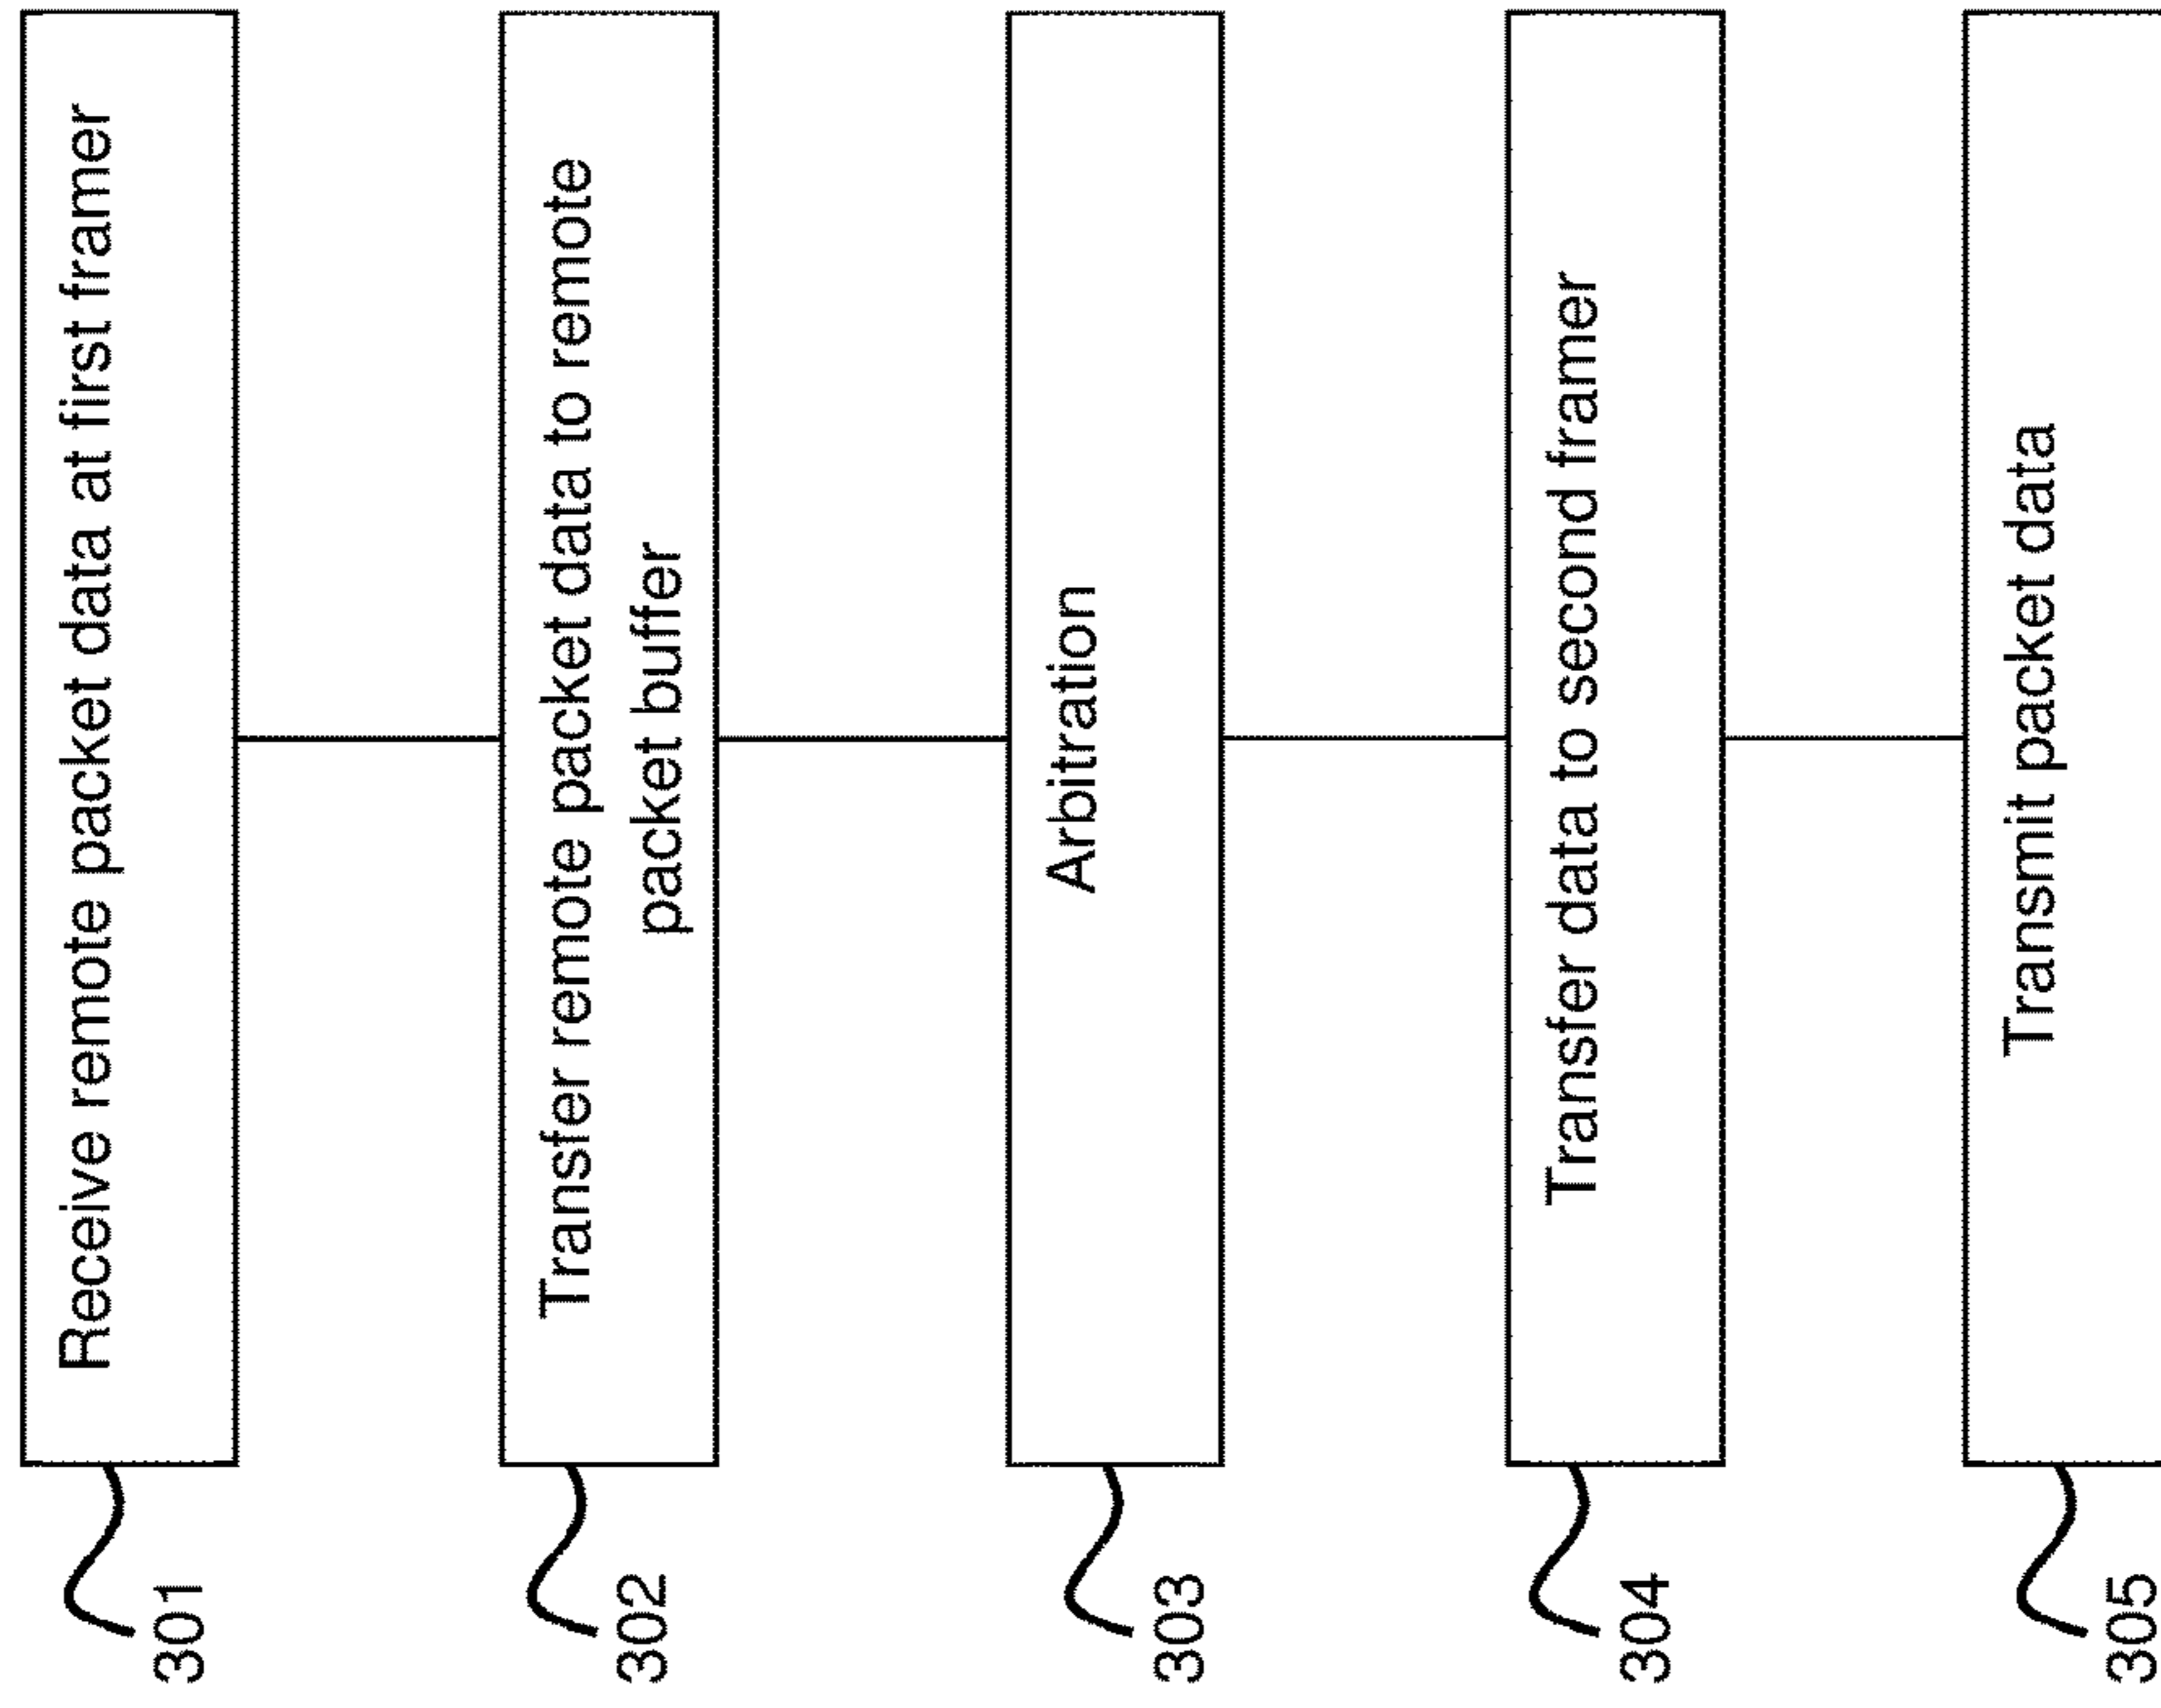 Receive remote packet data at first framer
301
Transfer remote packet data to remote
packet buffer
302
Arbitration
303
Transfer data to second framer
304
Transmit packet data
305